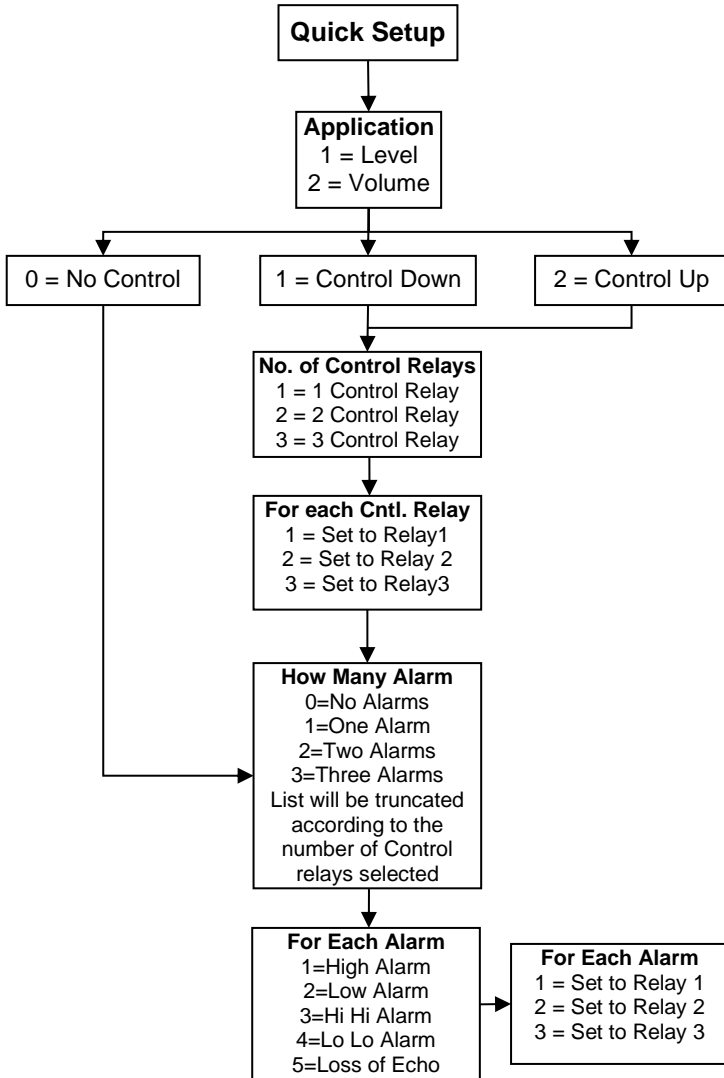 Quick Setup
Application
1 = Level
2 = Volume
0 = No Control
1 = Control Down
2 = Control Up
No. of Control Relays
1 = 1 Control Relay
2 = 2 Control Relay
3 = 3 Control Relay
For each Cntl. Relay
1 = Set to Relay1
2 = Set to Relay 2
3 = Set to Relay3
How Many Alarm
0=No Alarms
1=One Alarm
2=Two Alarms
3=Three Alarms
List will be truncated
according to the
number of Control
relays selected
For Each Alarm
1=High Alarm
2=Low Alarm
3=Hi Hi Alarm
4=Lo Lo Alarm
5=Loss of Echo
For Each Alarm
1 = Set to Relay 1
2 = Set to Relay 2
3 = Set to Relay 3